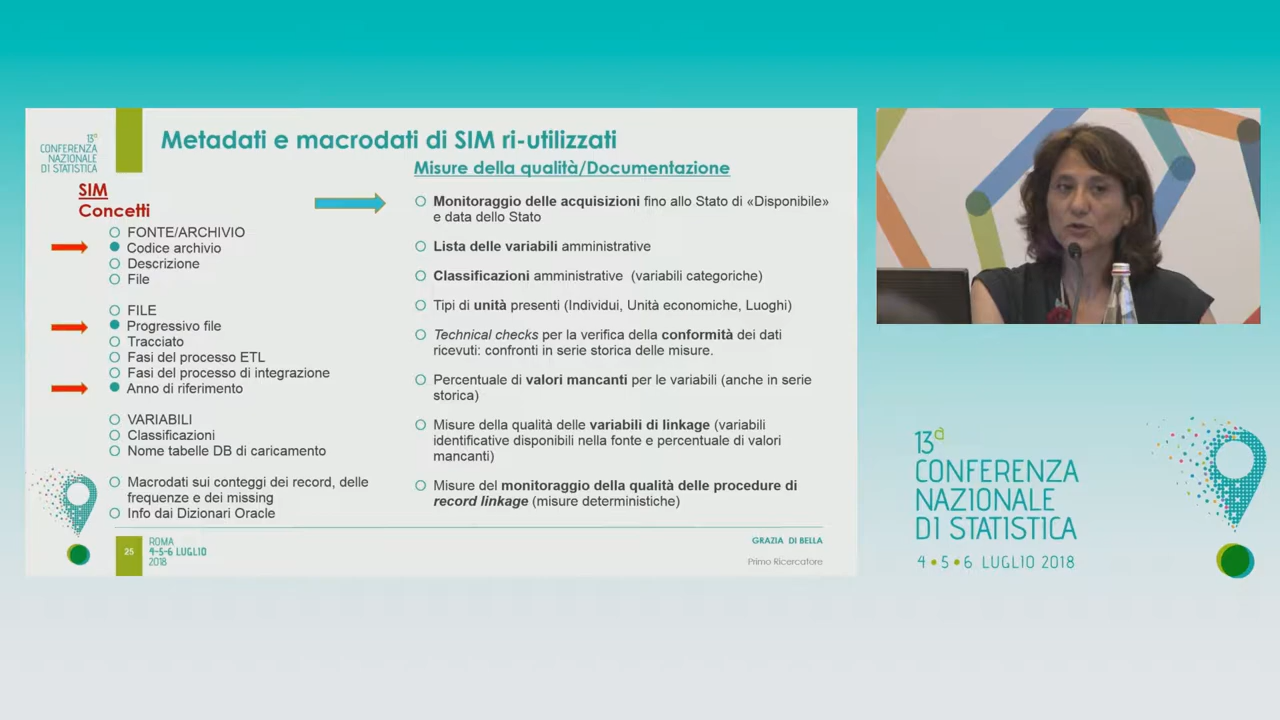 13ª
CONFERENZA
NAZIONALE
DI STATISTICA
Metadati e macrodati di SIM ri-utilizzati
SIM
Concetti
FONTE/ARCHIVIO
Codice archivio
Descrizione
File
FILE
Progressivo file
Tracciato
Fasi del processo ETL
Fasi del processo di integrazione
Anno di riferimento
VARIABILI
Classificazioni
Nome tabelle DB di caricamento
Macrodati sui conteggi dei record, delle
frequenze e dei missing
Info dai Dizionari Oracle
Misure della qualità/Documentazione
Monitoraggio delle acquisizioni fino allo Stato di «Disponibile»
e data dello Stato
Lista delle variabili amministrative
Classificazioni amministrative (variabili categoriche)
Tipi di unità presenti (Individui, Unità economiche, Luoghi)
Technical checks per la verifica della conformità dei dati
ricevuti: confronti in serie storica delle misure.
Percentuale di valori mancanti per le variabili (anche in serie
storica)
Misure della qualità delle variabili di linkage (variabili
identificative disponibili nella fonte e percentuale di valori
mancanti)
Misure del monitoraggio della qualità delle procedure di
record linkage (misure deterministiche)
25
ROMA
4-5-6 LUGLIO
2018
GRAZIA DI BELLA
Primo Ricercatore
13ª
CONFERENZA
NAZIONALE
DI STATISTICA
4•5•6 LUGLIO 2018